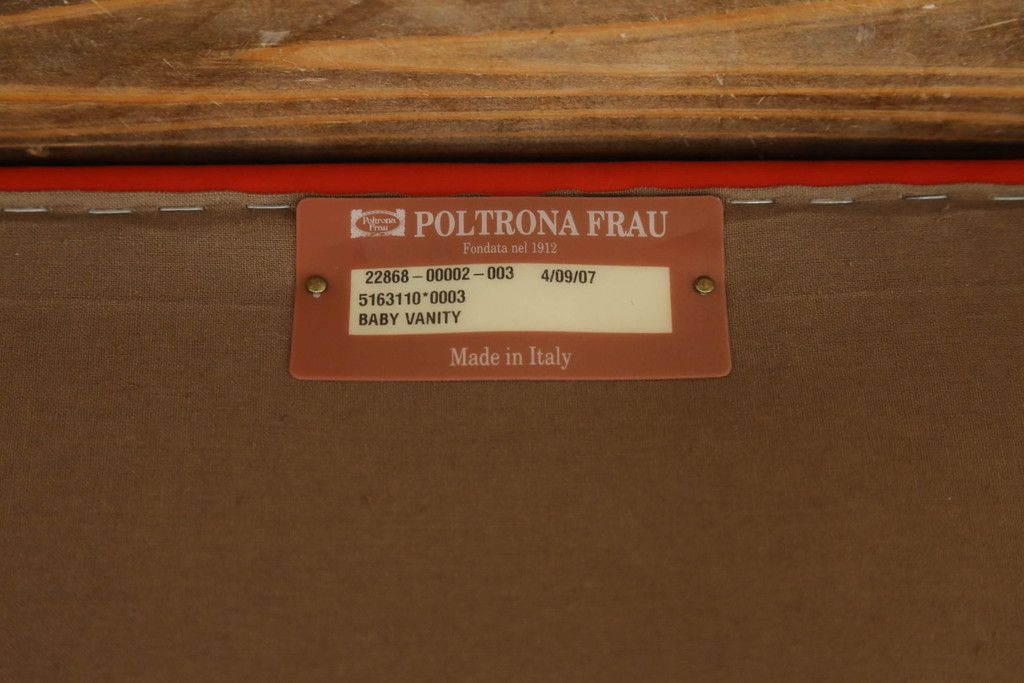 Poltrona
Frau
POLTRONA FRAU
Fondata nel 1912
22868-00002-003 4/09/07
5163110*0003
BABY VANITY
Made in Italy